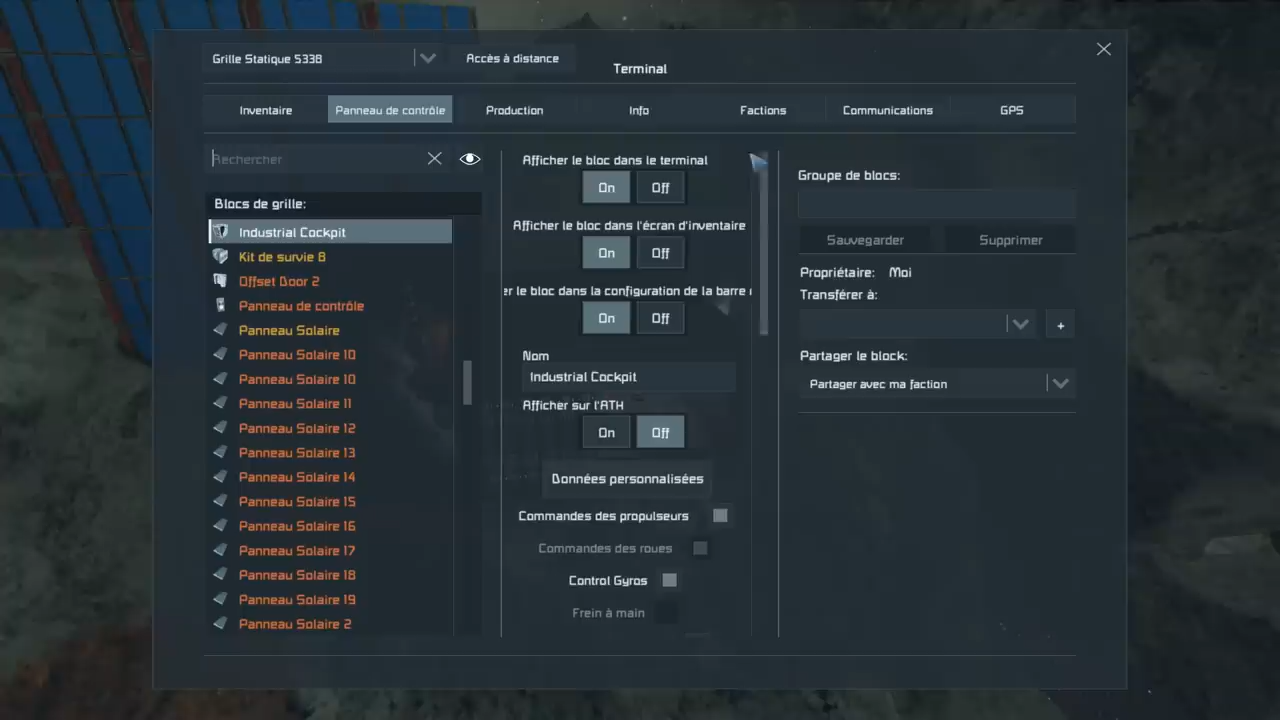 Grille Statique 5338
Accès à distance
Terminal
Inventaire
Panneau de contrôle
Production
Info
Factions
Communications
GPS
Rechercher
Blocs de grille:
Industrial Cockpit
Kit de survie 8
Offset Door 2
Panneau de contrôle
Panneau Solaire
Panneau Solaire 10
Panneau Solaire 10
Panneau Solaire 11
Panneau Solaire 12
Panneau Solaire 13
Panneau Solaire 14
Panneau Solaire 15
Panneau Solaire 16
Panneau Solaire 17
Panneau Solaire 18
Panneau Solaire 19
Panneau Solaire 2
Afficher le bloc dans le terminal
On Off
Afficher le bloc dans l'écran d'inventaire
On Off
er le bloc dans la configuration de la barre
On Off
Nom
Industrial Cockpit
Afficher sur l'ATH
On Off
Données personnalisées
Commandes des propulseurs
Commandes des roues
Control Gyros
Frein à main
Groupe de blocs:
Sauvegarder
Supprimer
Propriétaire: Moi
Transférer à:
+
Partager le block:
Partager avec ma faction